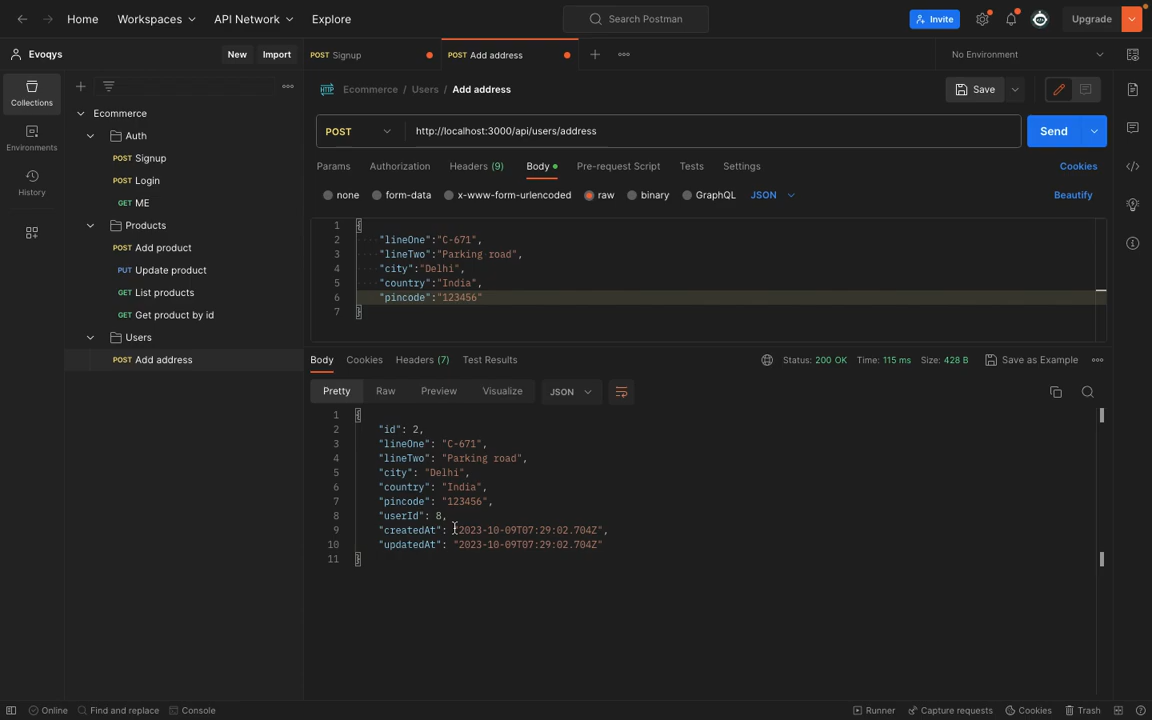 Home Workspaces API Network Explore Search Postman Invite Upgrade
Evoqys New Import POST Signup POST Add address No Environment
Collections
Environments
History
Ecommerce
Auth
POST Signup
POST Login
GET ME
Products
POST Add product
PUT Update product
GET List products
GET Get product by id
Users
POST Add address
HTTP Ecommerce / Users / Add address Save
POST http://localhost:3000/api/users/address Send
Params Authorization Headers (9) Body Pre-request Script Tests Settings Cookies
none form-data x-www-form-urlencoded raw binary GraphQL JSON Beautify
1 {
2 "lineOne":"C-671",
3 "lineTwo":"Parking road",
4 "city":"Delhi",
5 "country":"India",
6 "pincode":"123456"
7 }
Body Cookies Headers (7) Test Results Status: 200 OK Time: 115 ms Size: 428 B Save as Example
Pretty Raw Preview Visualize JSON
1 {
2 "id": 2,
3 "lineOne": "C-671",
4 "lineTwo": "Parking road",
5 "city": "Delhi",
6 "country": "India",
7 "pincode": "123456",
8 "userId": 8,
9 "createdAt": "2023-10-09T07:29:02.704Z",
10 "updatedAt": "2023-10-09T07:29:02.704Z"
11 }
Online Find and replace Console Runner Capture requests Cookies Trash